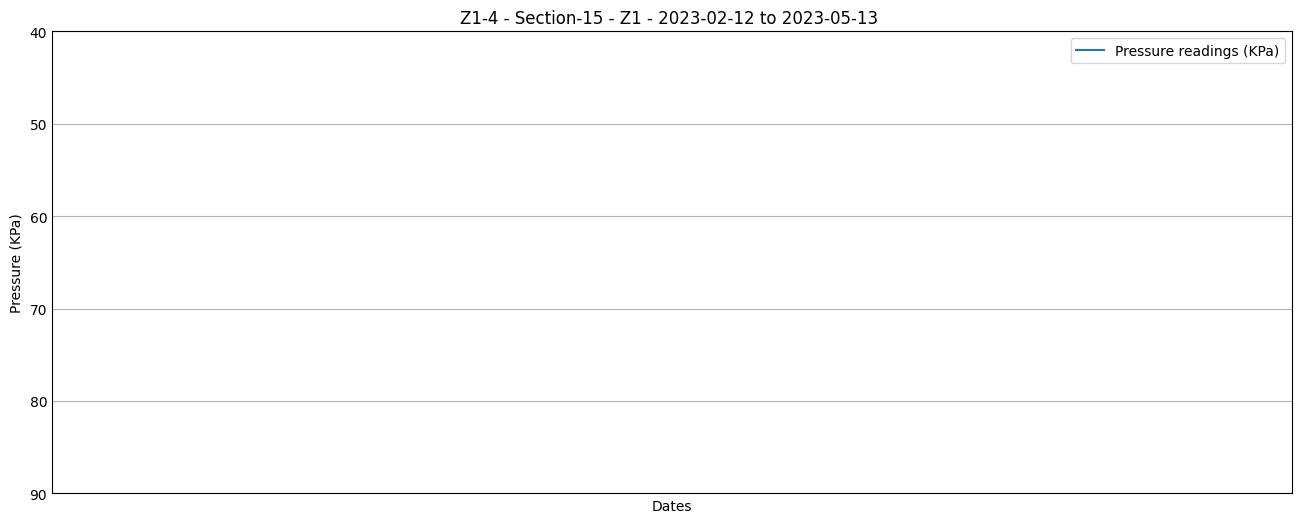 Z1-4 - Section-15 - Z1 - 2023-02-12 to 2023-05-13
Pressure readings (KPa)
Pressure (KPa)
40
50
60
70
80
90
Dates